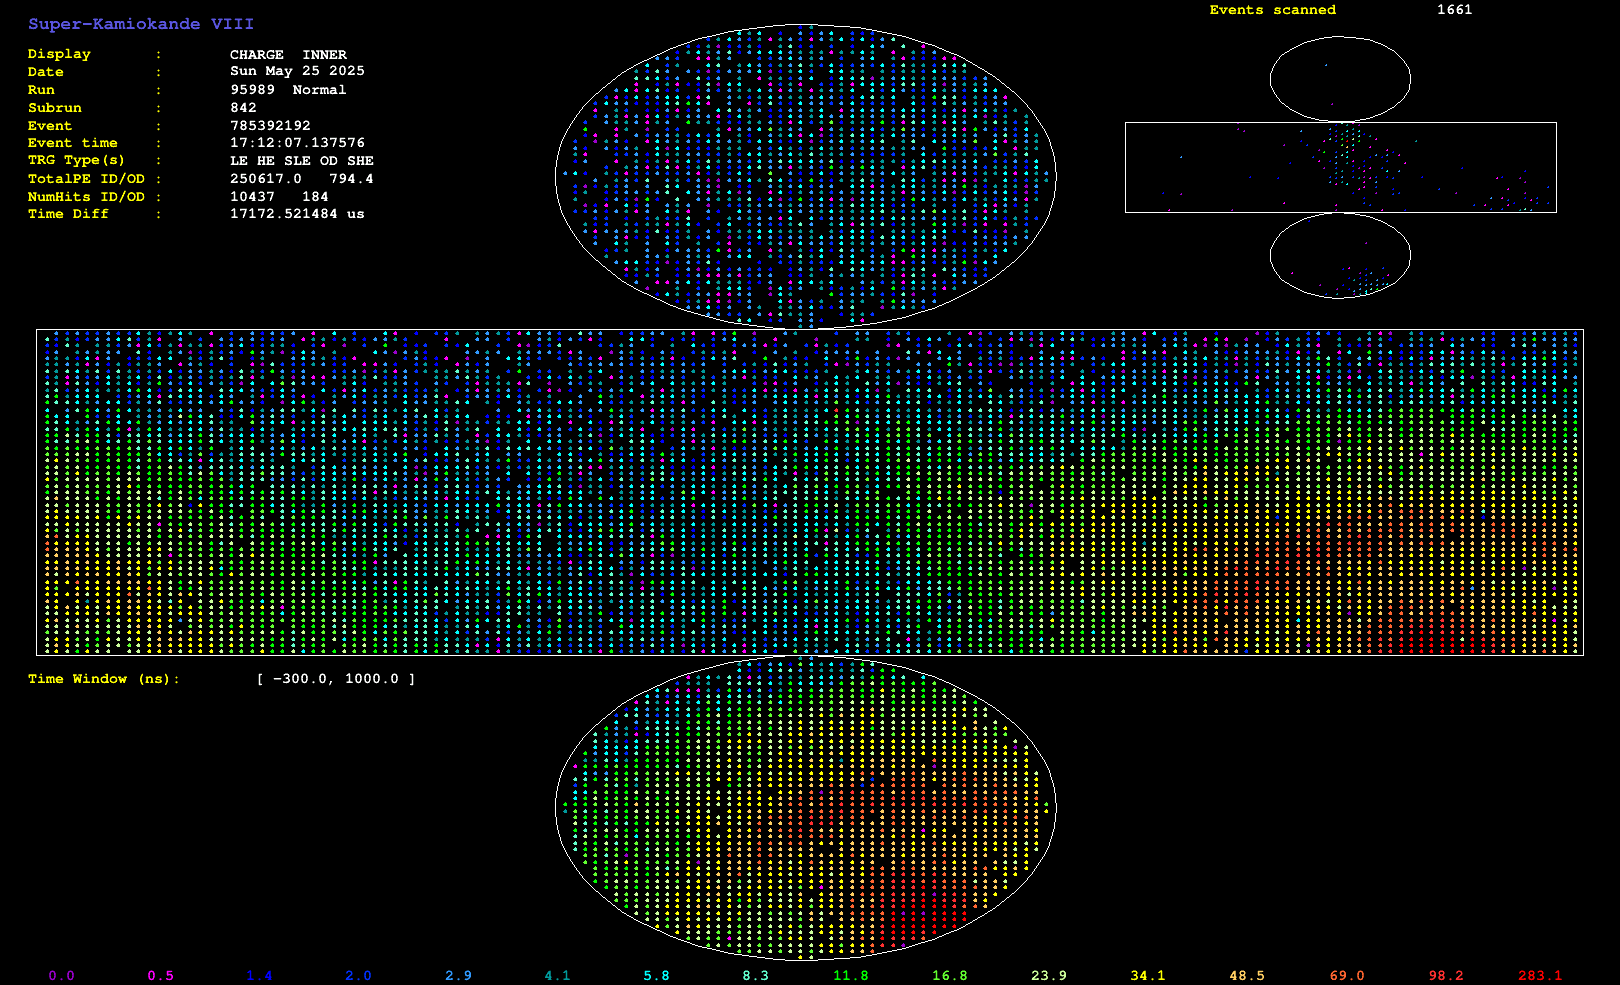 Super-Kamiokande VIII
Events scanned 1661
Display : CHARGE INNER
Date : Sun May 25 2025
Run : 95989 Normal
Subrun : 842
Event : 785392192
Event time : 17:12:07.137576
TRG Type(s) : LE HE SLE OD SHE
TotalPE ID/OD : 250617.0 794.4
NumHits ID/OD : 10437 184
Time Diff : 17172.521484 us
Time Window (ns): [ -300.0, 1000.0 ]
0.0 0.5 1.4 2.0 2.9 4.1 5.8 8.3 11.8 16.8 23.9 34.1 48.5 69.0 98.2 283.1